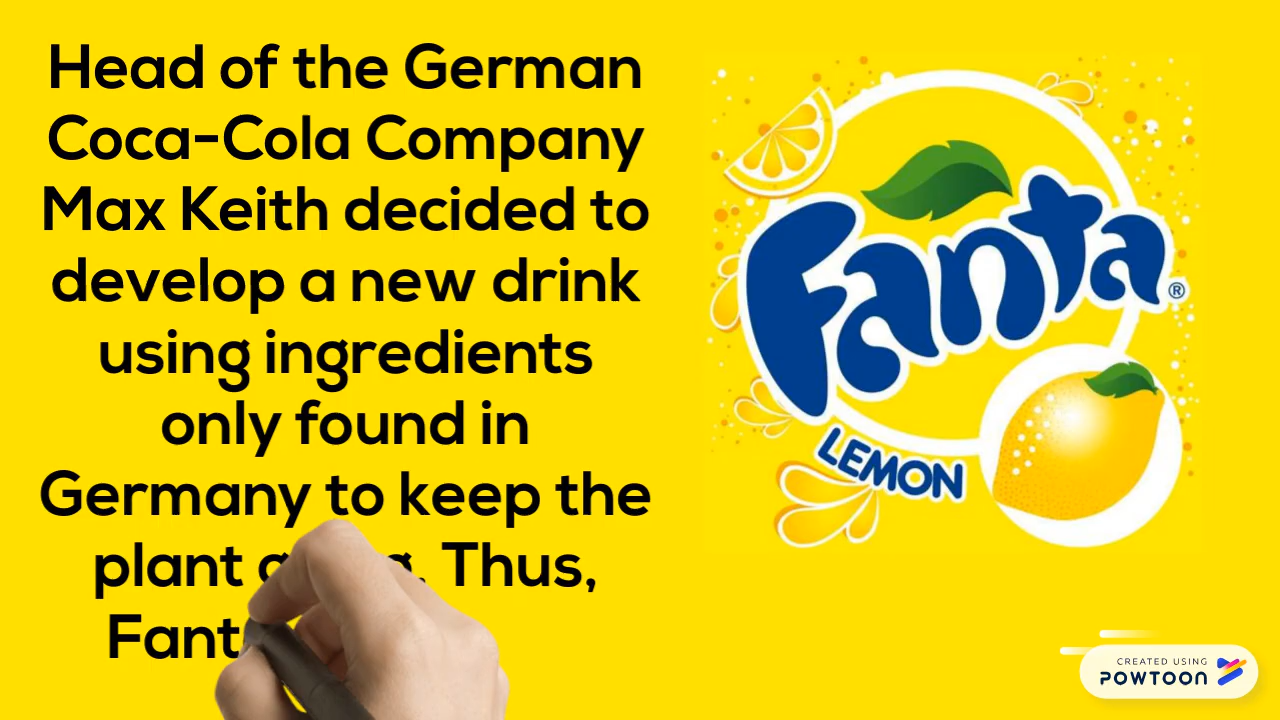 Head of the German
Coca-Cola Company
Max Keith decided to
develop a new drink
using ingredients
only found in
Germany to keep the
plant Thus,
Fanta
®
LEMON
CREATED USING
POWTOON